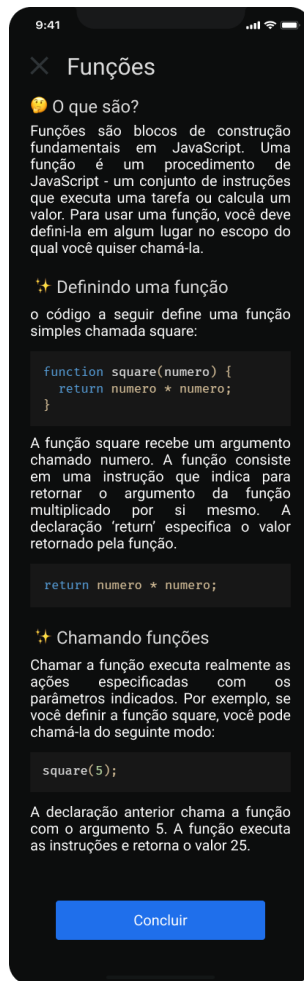 9:41
Funções
🤔 O que são?
Funções são blocos de construção
fundamentais em JavaScript. Uma
função é um procedimento de
JavaScript - um conjunto de instruções
que executa uma tarefa ou calcula um
valor. Para usar uma função, você deve
defini-la em algum lugar no escopo do
qual você quiser chamá-la.
✨ Definindo uma função
o código a seguir define uma função
simples chamada square:
function square(numero) {
  return numero * numero;
}
A função square recebe um argumento
chamado numero. A função consiste
em uma instrução que indica para
retornar o argumento da função
multiplicado por si mesmo. A
declaração ‘return’ especifica o valor
retornado pela função.
return numero * numero;
✨ Chamando funções
Chamar a função executa realmente as
ações especificadas com os
parâmetros indicados. Por exemplo, se
você definir a função square, você pode
chamá-la do seguinte modo:
square(5);
A declaração anterior chama a função
com o argumento 5. A função executa
as instruções e retorna o valor 25.
Concluir